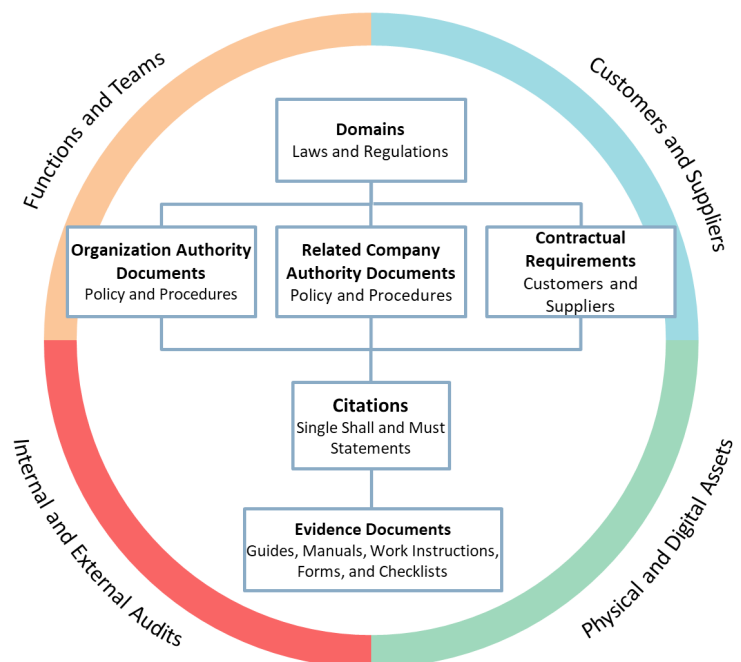 Functions and Teams
Customers and Suppliers
Domains
Laws and Regulations
Organization Authority
Documents
Policy and Procedures
Related Company
Authority Documents
Policy and Procedures
Contractual
Requirements
Customers and
Suppliers
Citations
Single Shall and Must
Statements
Evidence Documents
Guides, Manuals, Work Instructions,
Forms, and Checklists
Internal and External Audits
Physical and Digital Assets